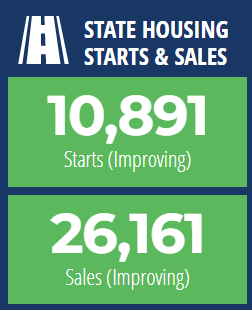 STATE HOUSING
STARTS & SALES
10,891
Starts (Improving)
26,161
Sales (Improving)